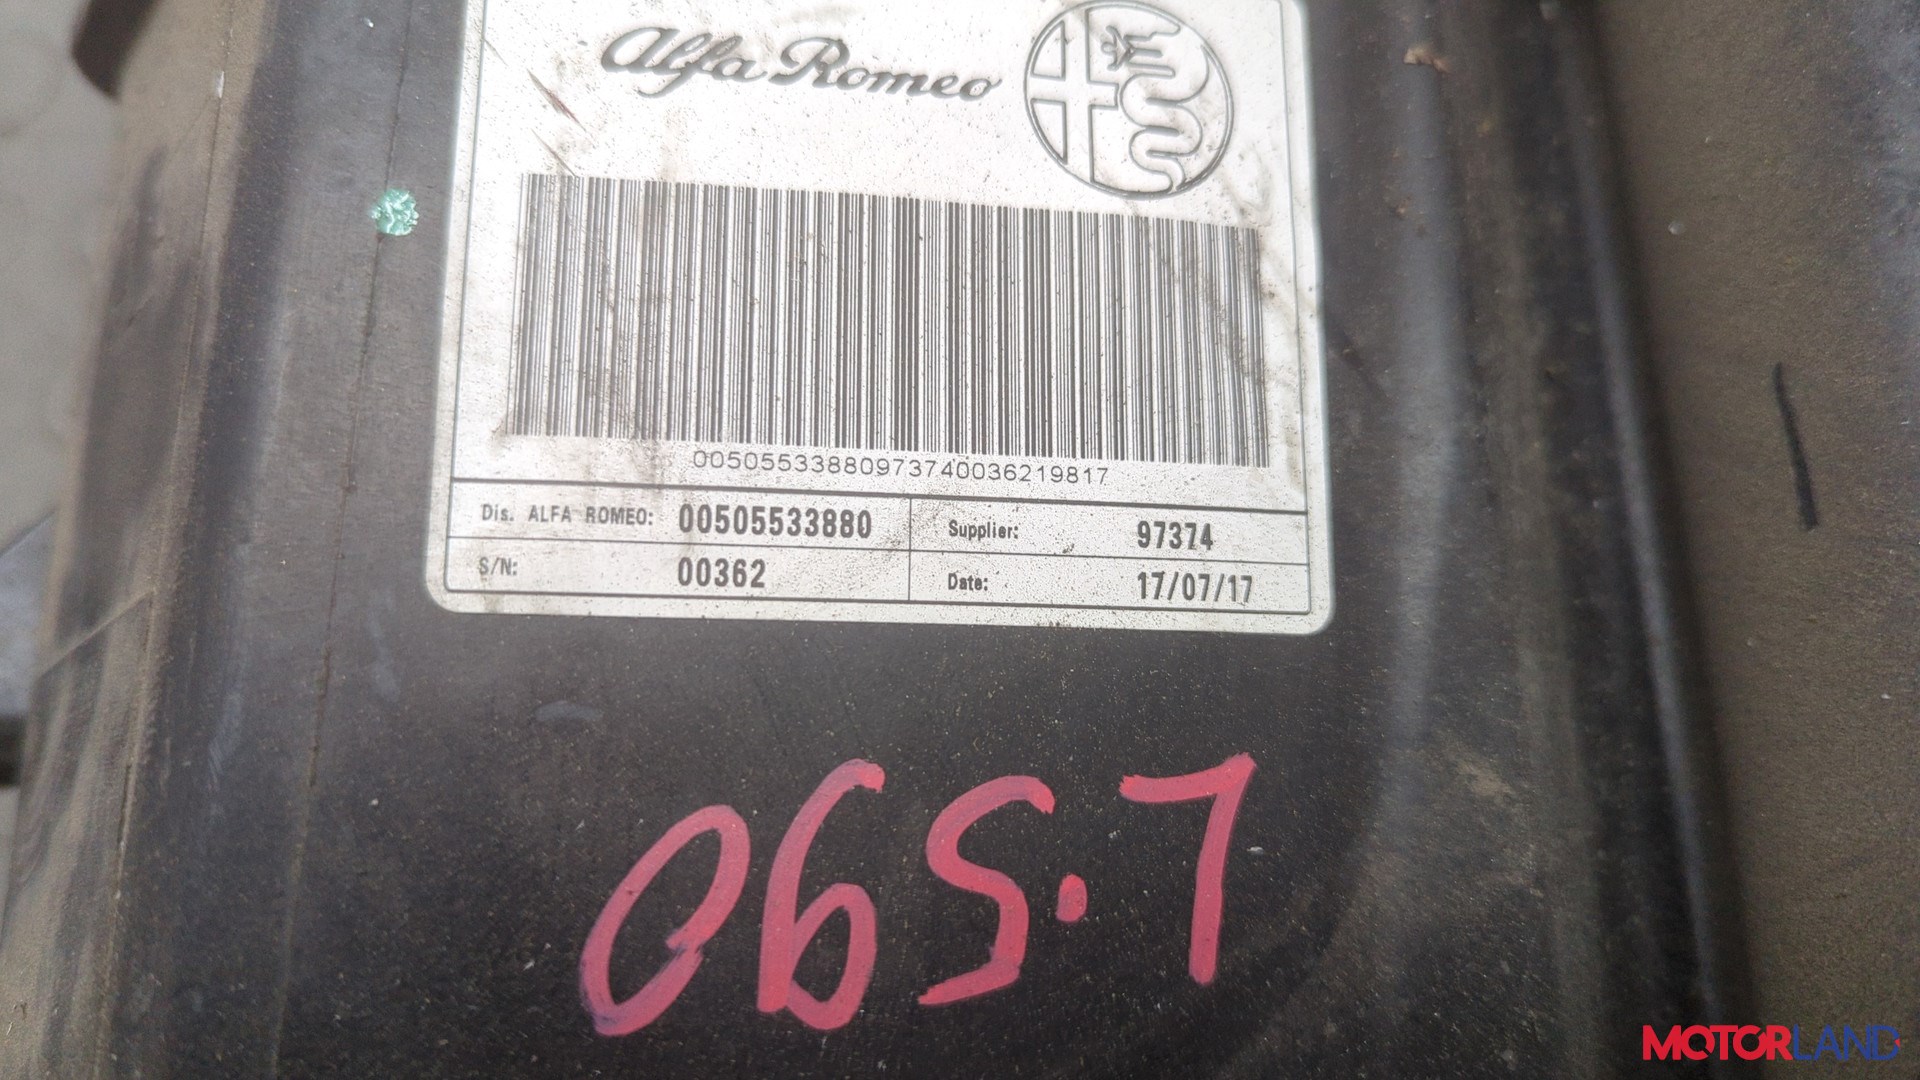 Alfa Romeo
00505533880973740036219817
Dis. ALFA ROMEO: 00505533880 Supplier: 97374
S/N: 00362 Date: 17/07/17
065.7
MOTORLAND